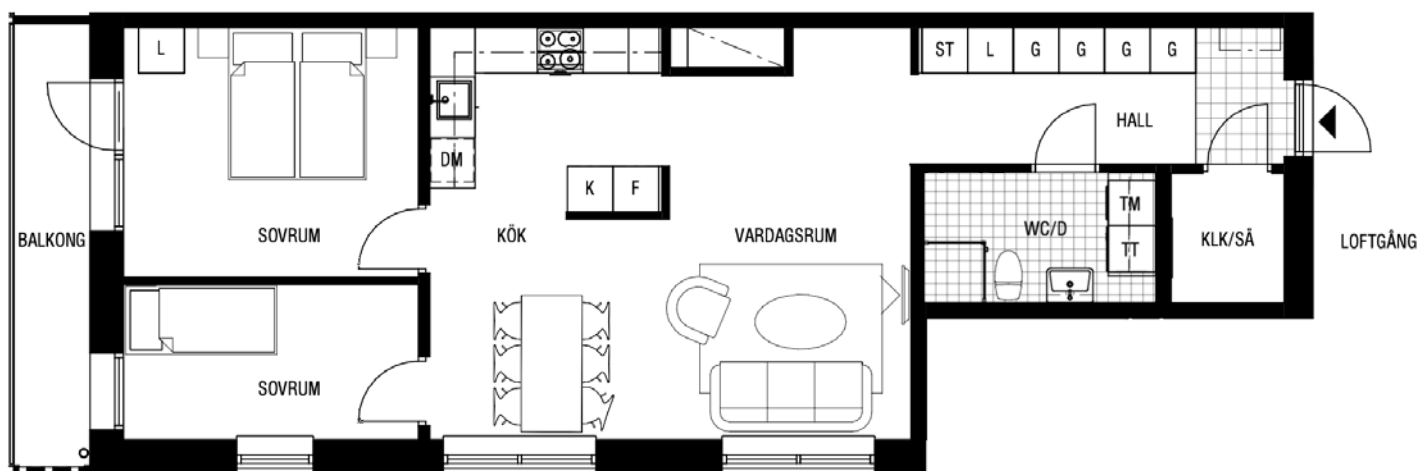 L
ST L G G G G
HALL
DM
K F
BALKONG
SOVRUM
KÖK
VARDAGSRUM
WC/D
TM
TT
KLK/SÄ
LOFTGÅNG
SOVRUM